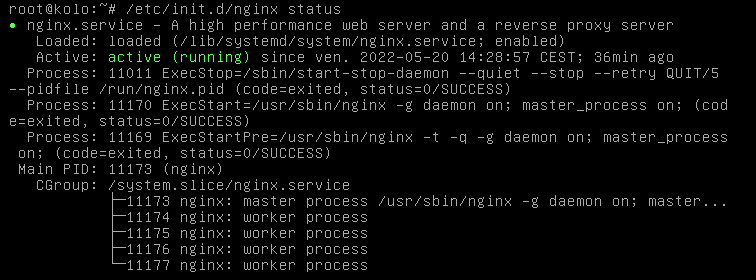 root@kolo:~# /etc/init.d/nginx status
● nginx.service – A high performance web server and a reverse proxy server
   Loaded: loaded (/lib/systemd/system/nginx.service; enabled)
   Active: active (running) since ven. 2022-05-20 14:28:57 CEST; 36min ago
  Process: 11011 ExecStop=/sbin/start-stop-daemon --quiet --stop --retry QUIT/5
--pidfile /run/nginx.pid (code=exited, status=0/SUCCESS)
  Process: 11170 ExecStart=/usr/sbin/nginx -g daemon on; master_process on; (cod
e=exited, status=0/SUCCESS)
  Process: 11169 ExecStartPre=/usr/sbin/nginx -t -q -g daemon on; master_process
 on; (code=exited, status=0/SUCCESS)
 Main PID: 11173 (nginx)
   CGroup: /system.slice/nginx.service
           ├─11173 nginx: master process /usr/sbin/nginx -g daemon on; master...
           ├─11174 nginx: worker process
           ├─11175 nginx: worker process
           ├─11176 nginx: worker process
           └─11177 nginx: worker process